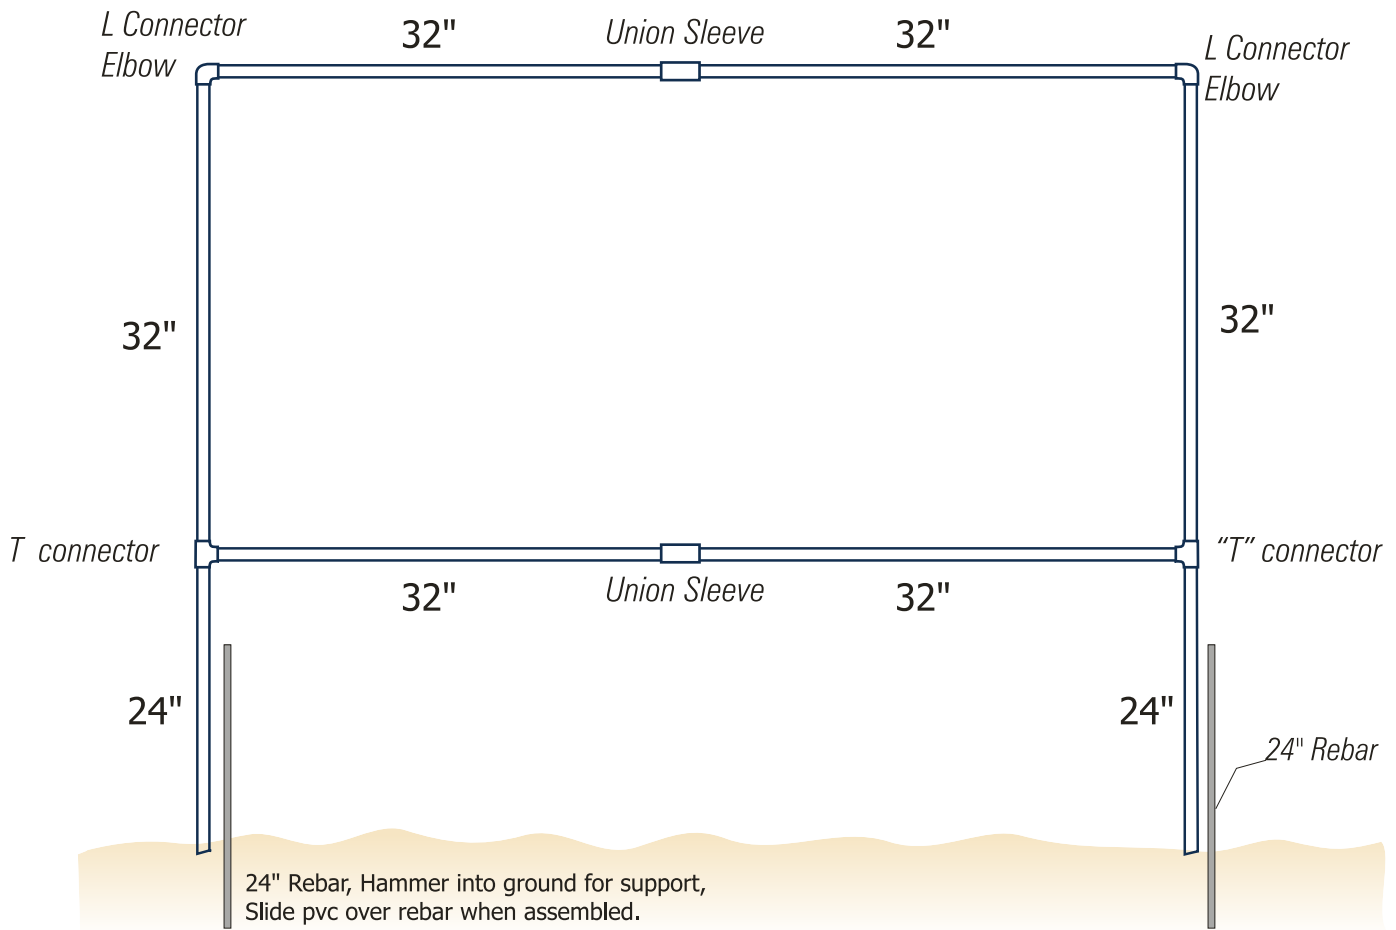 L Connector
Elbow
32"
Union Sleeve
32"
L Connector
Elbow
32"
32"
T connector
"T" connector
32"
Union Sleeve
32"
24"
24"
24" Rebar
24" Rebar, Hammer into ground for support,
Slide pvc over rebar when assembled.